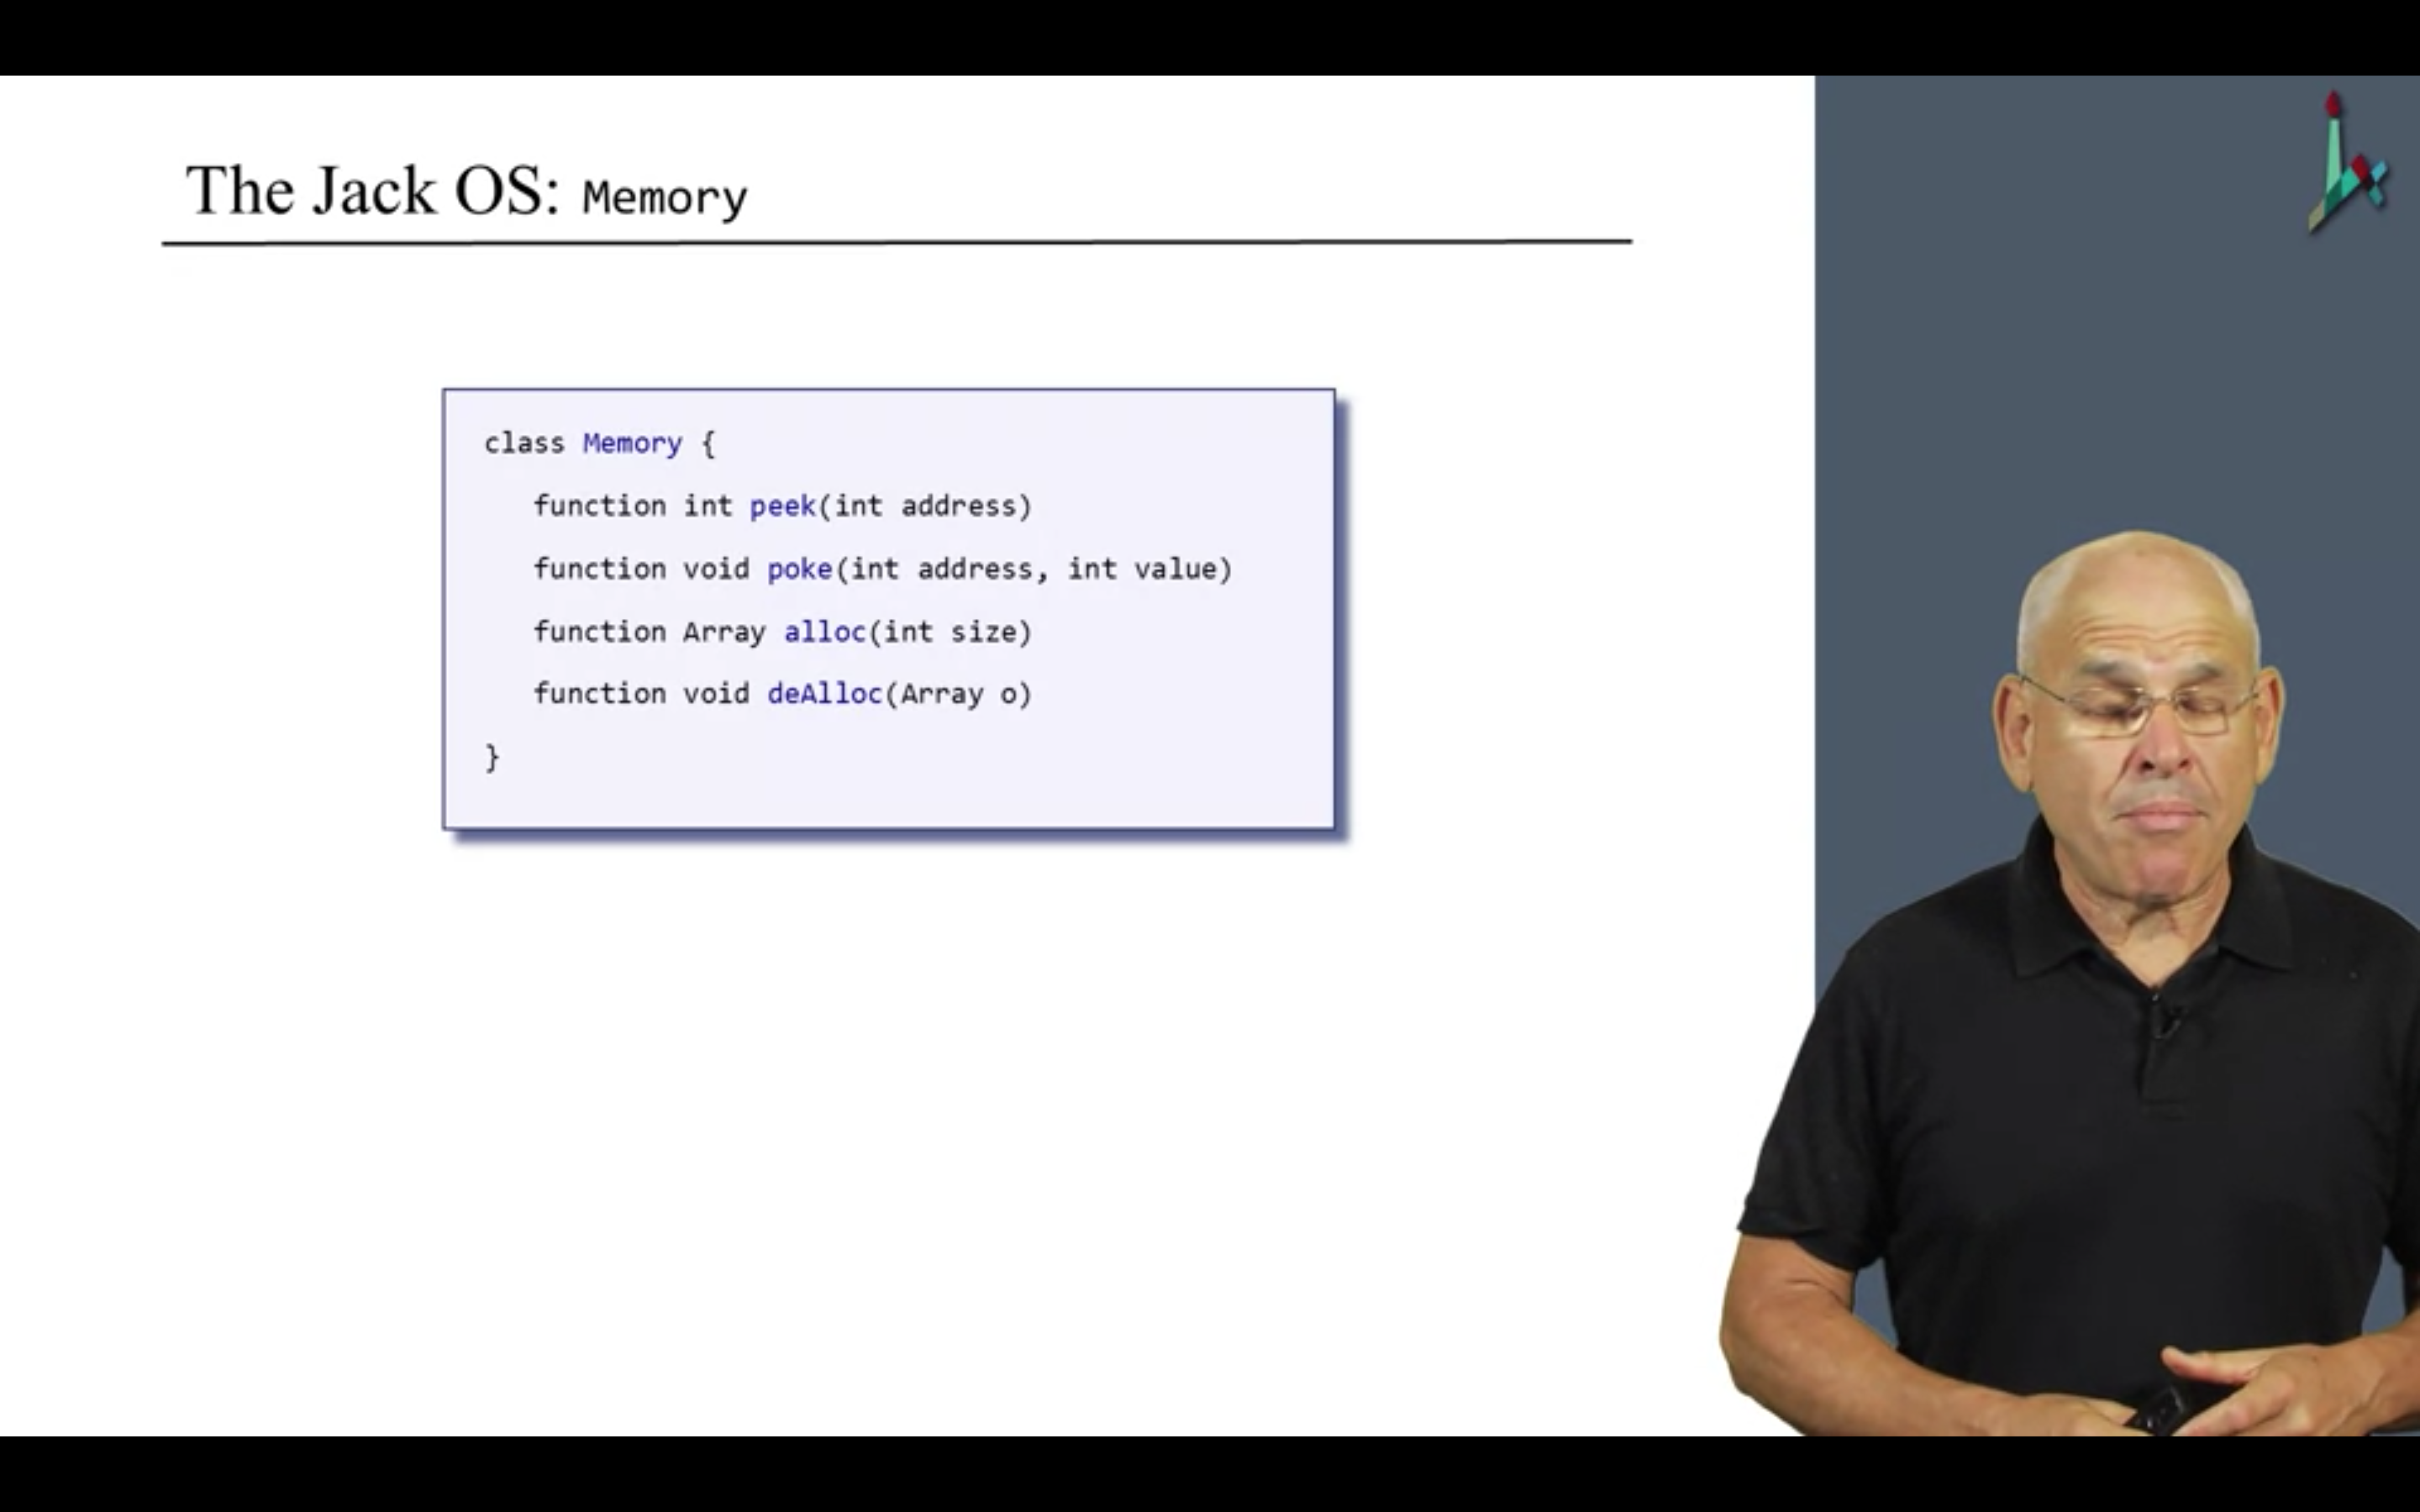 The Jack OS: Memory
class Memory {
function int peek(int address)
function void poke(int address, int value)
function Array alloc(int size)
function void deAlloc(Array o)
}